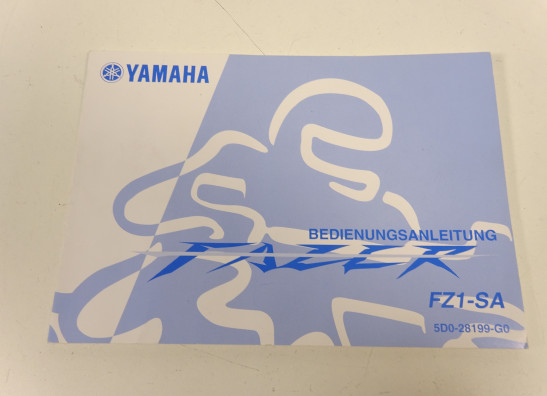 YAMAHA
BEDIENUNGSANLEITUNG
FAZER
FZ1-SA
5D0-28199-G0